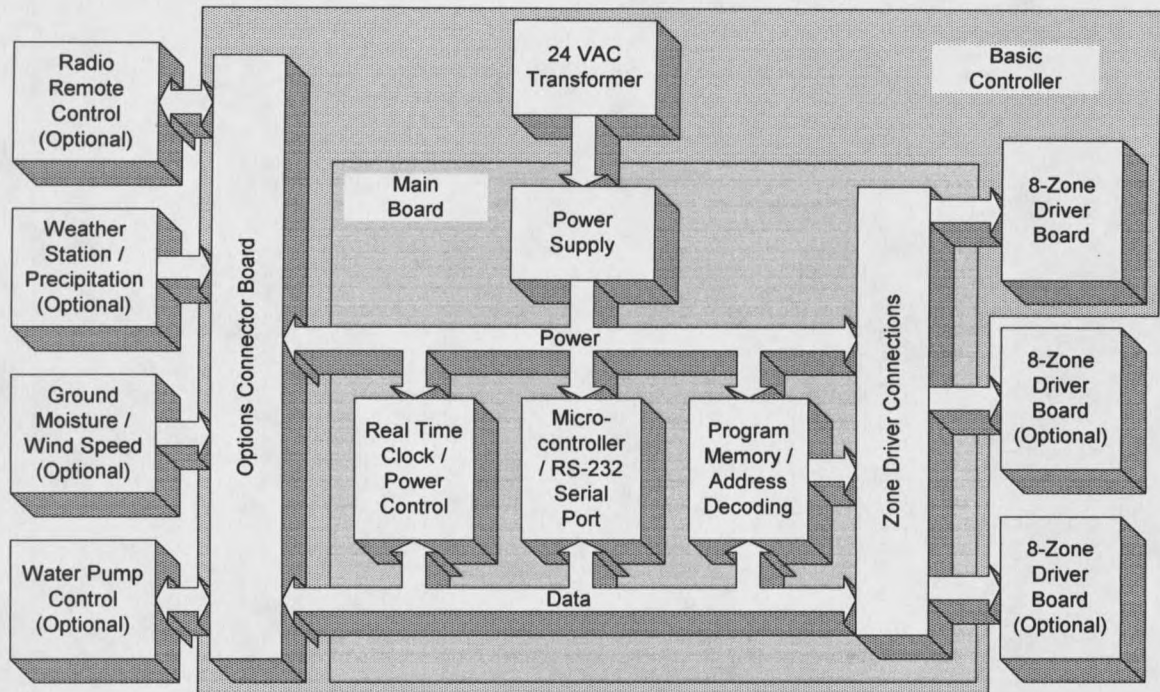 Radio
Remote
Control
(Optional)
Weather
Station /
Precipitation
(Optional)
Ground
Moisture /
Wind Speed
(Optional)
Water Pump
Control
(Optional)
Options Connector Board
24 VAC
Transformer
Basic
Controller
Main
Board
Power
Supply
Power
Real Time
Clock /
Power
Control
Micro-
controller
/ RS-232
Serial
Port
Program
Memory /
Address
Decoding
Data
Zone Driver Connections
8-Zone
Driver
Board
8-Zone
Driver
Board
(Optional)
8-Zone
Driver
Board
(Optional)